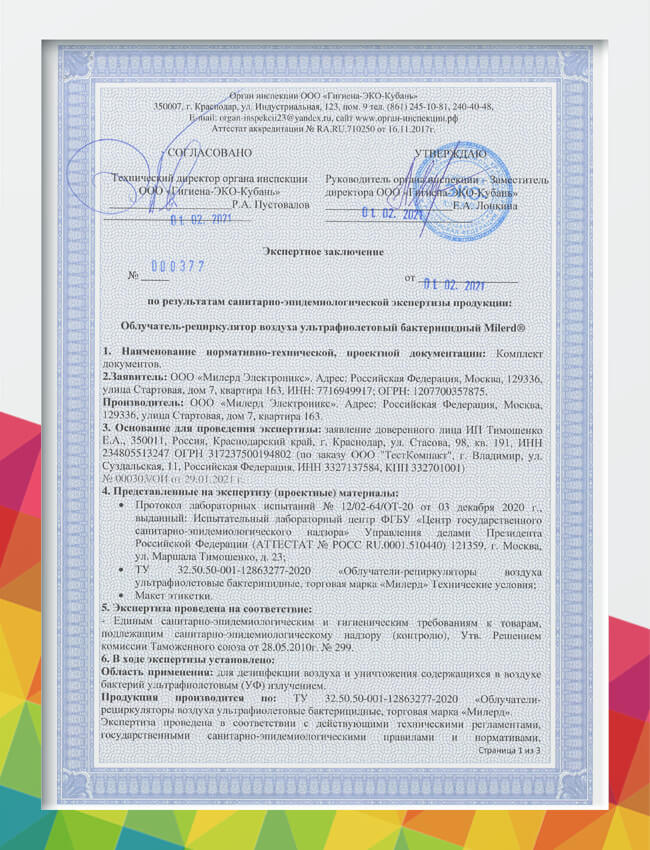 Орган инспекции ООО «Гигиена-ЭКО-Кубань»
350007, г. Краснодар, ул. Индустриальная, 123, пом. 9 тел. (861) 245-10-81, 240-40-48,
E-mail: organ-inspekcii23@yandex.ru, сайт www.орган-инспекции.рф
Аттестат аккредитации № RA.RU.710250 от 16.11.2017г.
СОГЛАСОВАНО
Технический директор органа инспекции
ООО «Гигиена-ЭКО-Кубань»
Р.А. Пустовалов
01. 02. 2021
УТВЕРЖДАЮ
Руководитель органа инспекции – Заместитель
директора ООО «Гигиена-ЭКО-Кубань»
Е.А. Лонкина
01. 02. 2021
Экспертное заключение
№ 000377
от 01 02. 2021
по результатам санитарно-эпидемиологической экспертизы продукции:
Облучатель-рециркулятор воздуха ультрафиолетовый бактерицидный Milerd®
1. Наименование нормативно-технической, проектной документации: Комплект
документов.
2.Заявитель: ООО «Милерд Электроникс». Адрес: Российская Федерация, Москва, 129336,
улица Стартовая, дом 7, квартира 163, ИНН: 7716949917; ОГРН: 1207700357875.
Производитель: ООО «Милерд Электроникс». Адрес: Российская Федерация, Москва,
129336, улица Стартовая, дом 7, квартира 163.
3. Основание для проведения экспертизы: заявление доверенного лица ИП Тимошенко
Е.А., 350011, Россия, Краснодарский край, г. Краснодар, ул. Стасова, 98, кв. 191, ИНН
234805513247 ОГРН 317237500194802 (по заказу ООО "ТестКомпакт", г. Владимир, ул.
Суздальская, 11, Российская Федерация, ИНН 3327137584, КПП 332701001)
№ 000303/ОИ от 29.01.2021 г.
4. Представленные на экспертизу (проектные) материалы:
• Протокол лабораторных испытаний № 12/02-64/ОТ-20 от 03 декабря 2020 г.,
выданный: Испытательный лабораторный центр ФГБУ «Центр государственного
санитарно-эпидемиологического надзора» Управления делами Президента
Российской Федерации (АТТЕСТАТ № РОСС RU.0001.510440) 121359, г. Москва,
ул. Маршала Тимошенко, д. 23;
• ТУ 32.50.50-001-12863277-2020 «Облучатели-рециркуляторы воздуха
ультрафиолетовые бактерицидные, торговая марка «Милерд» Технические условия;
• Макет этикетки.
5. Экспертиза проведена на соответствие:
- Единым санитарно-эпидемиологическим и гигиеническим требованиям к товарам,
подлежащим санитарно-эпидемиологическому надзору (контролю), Утв. Решением
комиссии Таможенного союза от 28.05.2010г. № 299.
6. В ходе экспертизы установлено:
Область применения: для дезинфекции воздуха и уничтожения содержащихся в воздухе
бактерий ультрафиолетовым (УФ) излучением.
Продукция производится по: ТУ 32.50.50-001-12863277-2020 «Облучатели-
рециркуляторы воздуха ультрафиолетовые бактерицидные, торговая марка «Милерд».
Экспертиза проведена в соответствии с действующими техническими регламентами,
государственными санитарно-эпидемиологическими правилами и нормативами,
Страница 1 из 3